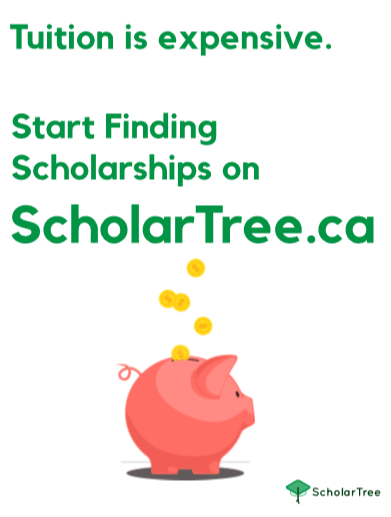 Tuition is expensive.
Start Finding
Scholarships on
ScholarTree.ca
ScholarTree